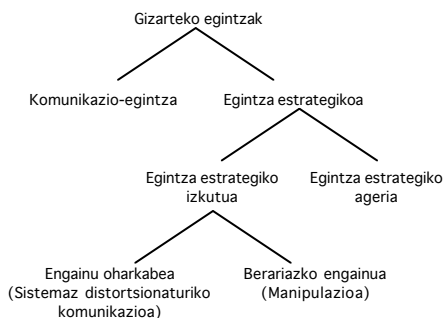 Gizarteko egintzak
Komunikazio-egintza
Egintza estrategikoa
Egintza estrategiko
izkutua
Egintza estrategiko
ageria
Engainu oharkabea
(Sistemaz distortsionaturiko
komunikazioa)
Berariazko engainua
(Manipulazioa)